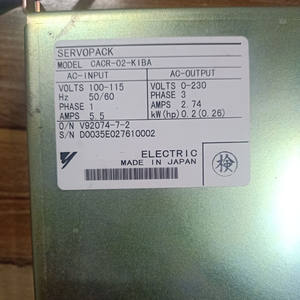 SERVOPACK
MODEL CACR-02-KIBA
AC-INPUT AC-OUTPUT
VOLTS 100-115 VOLTS 0-230
Hz 50/60 PHASE 3
PHASE 1 AMPS 2.74
AMPS 5.5 kW(hp) 0.2(0.26)
O/N V92074-7-2
S/N D0035E027610002
ELECTRIC
MADE IN JAPAN
検